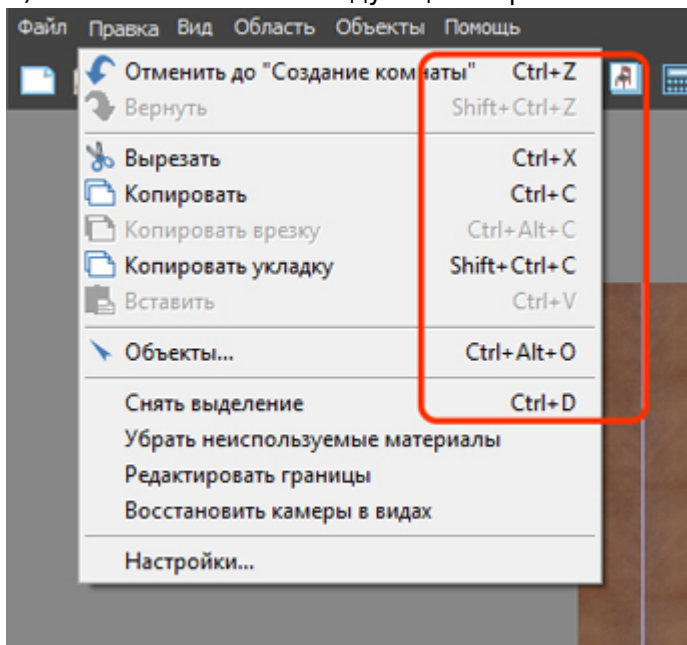 Файл Правка Вид Область Объекты Помощь
Отменить до "Создание комнаты" Ctrl+Z
Вернуть Shift+Ctrl+Z
Вырезать Ctrl+X
Копировать Ctrl+C
Копировать врезку Ctrl+Alt+C
Копировать укладку Shift+Ctrl+C
Вставить Ctrl+V
Объекты... Ctrl+Alt+O
Снять выделение Ctrl+D
Убрать неиспользуемые материалы
Редактировать границы
Восстановить камеры в видах
Настройки...